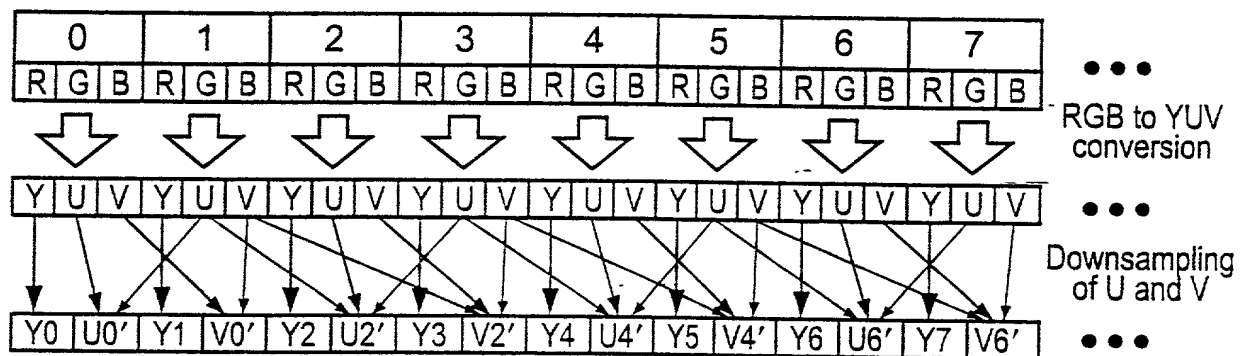 0 1 2 3 4 5 6 7
R G B R G B R G B R G B R G B R G B R G B R G B
RGB to YUV
conversion
Y U V Y U V Y U V Y U V Y U V Y U V Y U V Y U V
Downsampling
of U and V
Y0 U0′ Y1 V0′ Y2 U2′ Y3 V2′ Y4 U4′ Y5 V4′ Y6 U6′ Y7 V6′